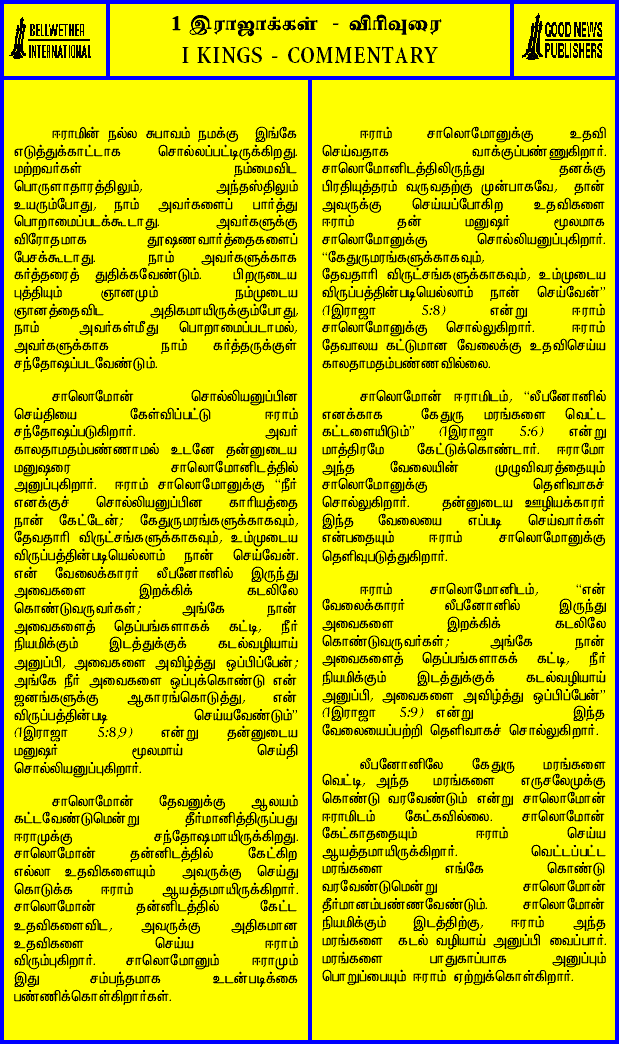 BELLWETHER
INTERNATIONAL
1 இராஜாக்கள் - விரிவுரை
I KINGS - COMMENTARY
GOOD NEWS
PUBLISHERS
ஈராமின் நல்ல சுபாவம் நமக்கு இங்கே
எடுத்துக்காட்டாக சொல்லப்பட்டிருக்கிறது.
மற்றவர்கள் நம்மைவிட
பொருளாதாரத்திலும், அந்தஸ்திலும்
உயரும்போது, நாம் அவர்களைப் பார்த்து
பொறாமைப்படக்கூடாது. அவர்களுக்கு
விரோதமாக தூஷணவார்த்தைகளைப்
பேசக்கூடாது. நாம் அவர்களுக்காக
கர்த்தரைத் துதிக்கவேண்டும். பிறருடைய
புத்தியும் ஞானமும் நம்முடைய
ஞானத்தைவிட அதிகமாயிருக்கும்போது,
நாம் அவர்கள்மீது பொறாமைப்படாமல்,
அவர்களுக்காக நாம் கர்த்தருக்குள்
சந்தோஷப்படவேண்டும்.
சாலொமோன் சொல்லியனுப்பின
செய்தியை கேள்விப்பட்டு ஈராம்
சந்தோஷப்படுகிறார். அவர்
காலதாமதம்பண்ணாமல் உடனே தன்னுடைய
மனுஷரை சாலொமோனிடத்தில்
அனுப்புகிறார். ஈராம் சாலொமோனுக்கு “நீர்
எனக்குச் சொல்லியனுப்பின காரியத்தை
நான் கேட்டேன்; கேதுருமரங்களுக்காகவும்,
தேவதாரி விருட்சங்களுக்காகவும், உம்முடைய
விருப்பத்தின்படியெல்லாம் நான் செய்வேன்.
என் வேலைக்காரர் லீபனோனில் இருந்து
அவைகளை இறக்கிக் கடலிலே
கொண்டுவருவர்கள்; அங்கே நான்
அவைகளைத் தெப்பங்களாகக் கட்டி, நீர்
நியமிக்கும் இடத்துக்குக் கடல்வழியாய்
அனுப்பி, அவைகளை அவிழ்த்து ஒப்பிப்பேன்;
அங்கே நீர் அவைகளை ஒப்புக்கொண்டு என்
ஜனங்களுக்கு ஆகாரங்கொடுத்து, என்
விருப்பத்தின்படி செய்யவேண்டும்”
(1இராஜா 5:8,9) என்று தன்னுடைய
மனுஷர் மூலமாய் செய்தி
சொல்லியனுப்புகிறார்.
சாலொமோன் தேவனுக்கு ஆலயம்
கட்டவேண்டுமென்று தீர்மானித்திருப்பது
ஈராமுக்கு சந்தோஷமாயிருக்கிறது.
சாலொமோன் தன்னிடத்தில் கேட்கிற
எல்லா உதவிகளையும் அவருக்கு செய்து
கொடுக்க ஈராம் ஆயத்தமாயிருக்கிறார்.
சாலொமோன் தன்னிடத்தில் கேட்ட
உதவிகளைவிட, அவருக்கு அதிகமான
உதவிகளை செய்ய ஈராம்
விரும்புகிறார். சாலொமோனும் ஈராமும்
இது சம்பந்தமாக உடன்படிக்கை
பண்ணிக்கொள்கிறார்கள்.
ஈராம் சாலொமோனுக்கு உதவி
செய்வதாக வாக்குப்பண்ணுகிறார்.
சாலொமோனிடத்திலிருந்து தனக்கு
பிரதியுத்தரம் வருவதற்கு முன்பாகவே, தான்
அவருக்கு செய்யப்போகிற உதவிகளை
ஈராம் தன் மனுஷர் மூலமாக
சாலொமோனுக்கு சொல்லியனுப்புகிறார்.
“கேதுருமரங்களுக்காகவும்,
தேவதாரி விருட்சங்களுக்காகவும், உம்முடைய
விருப்பத்தின்படியெல்லாம் நான் செய்வேன்”
(1இராஜா 5:8) என்று ஈராம்
சாலொமோனுக்கு சொல்லுகிறார். ஈராம்
தேவாலய கட்டுமான வேலைக்கு உதவிசெய்ய
காலதாமதம்பண்ணவில்லை.
சாலொமோன் ஈராமிடம், “லீபனோனில்
எனக்காக கேதுரு மரங்களை வெட்ட
கட்டளையிடும்” (1இராஜா 5:6) என்று
மாத்திரமே கேட்டுக்கொண்டார். ஈராமோ
அந்த வேலையின் முழுவிவரத்தையும்
சாலொமோனுக்கு தெளிவாகச்
சொல்லுகிறார். தன்னுடைய ஊழியக்காரர்
இந்த வேலையை எப்படி செய்வார்கள்
என்பதையும் ஈராம் சாலொமோனுக்கு
தெளிவுபடுத்துகிறார்.
ஈராம் சாலொமோனிடம், “என்
வேலைக்காரர் லீபனோனில் இருந்து
அவைகளை இறக்கிக் கடலிலே
கொண்டுவருவர்கள்; அங்கே நான்
அவைகளைத் தெப்பங்களாகக் கட்டி, நீர்
நியமிக்கும் இடத்துக்குக் கடல்வழியாய்
அனுப்பி, அவைகளை அவிழ்த்து ஒப்பிப்பேன்”
(1இராஜா 5:9) என்று இந்த
வேலையைப்பற்றி தெளிவாகச் சொல்லுகிறார்.
லீபனோனிலே கேதுரு மரங்களை
வெட்டி, அந்த மரங்களை எருசலேமுக்கு
கொண்டு வரவேண்டும் என்று சாலொமோன்
ஈராமிடம் கேட்கவில்லை. சாலொமோன்
கேட்காததையும் ஈராம் செய்ய
ஆயத்தமாயிருக்கிறார். வெட்டப்பட்ட
மரங்களை எங்கே கொண்டு
வரவேண்டுமென்று சாலொமோன்
தீர்மானம்பண்ணவேண்டும். சாலொமோன்
நியமிக்கும் இடத்திற்கு, ஈராம் அந்த
மரங்களை கடல் வழியாய் அனுப்பி வைப்பார்.
மரங்களை பாதுகாப்பாக அனுப்பும்
பொறுப்பையும் ஈராம் ஏற்றுக்கொள்கிறார்.